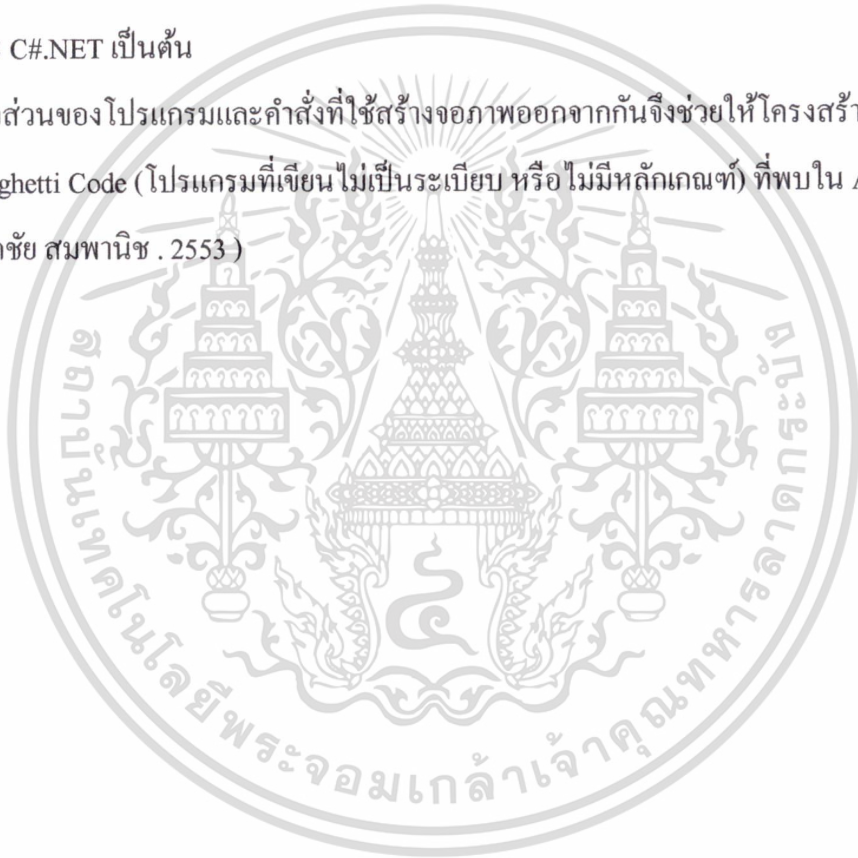 C#.NET เป็นต้น
ส่วนของโปรแกรมและคำสั่งที่ใช้สร้างจอภาพออกจากกันจึงช่วยให้โครงสร้า
ghetti Code (โปรแกรมที่เขียนไม่เป็นระเบียบ หรือไม่มีหลักเกณฑ์) ที่พบใน
ชัย สมพานิช . 2553 )
สถาบันเทคโนโลยีพระจอมเกล้าเจ้าคุณทหารลาดกระบัง